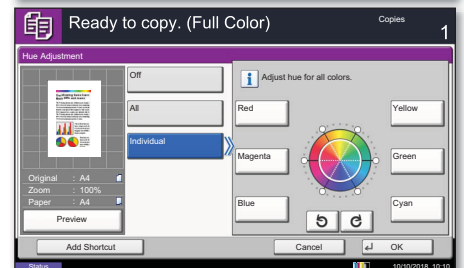 Ready to copy. (Full Color)
Copies
1
Hue Adjustment
Off
All
Individual
Adjust hue for all colors.
Red
Yellow
Magenta
Green
Blue
Cyan
Original : A4
Zoom : 100%
Paper : A4
Preview
Add Shortcut
Cancel
OK
Status
10/10/2018 10:10